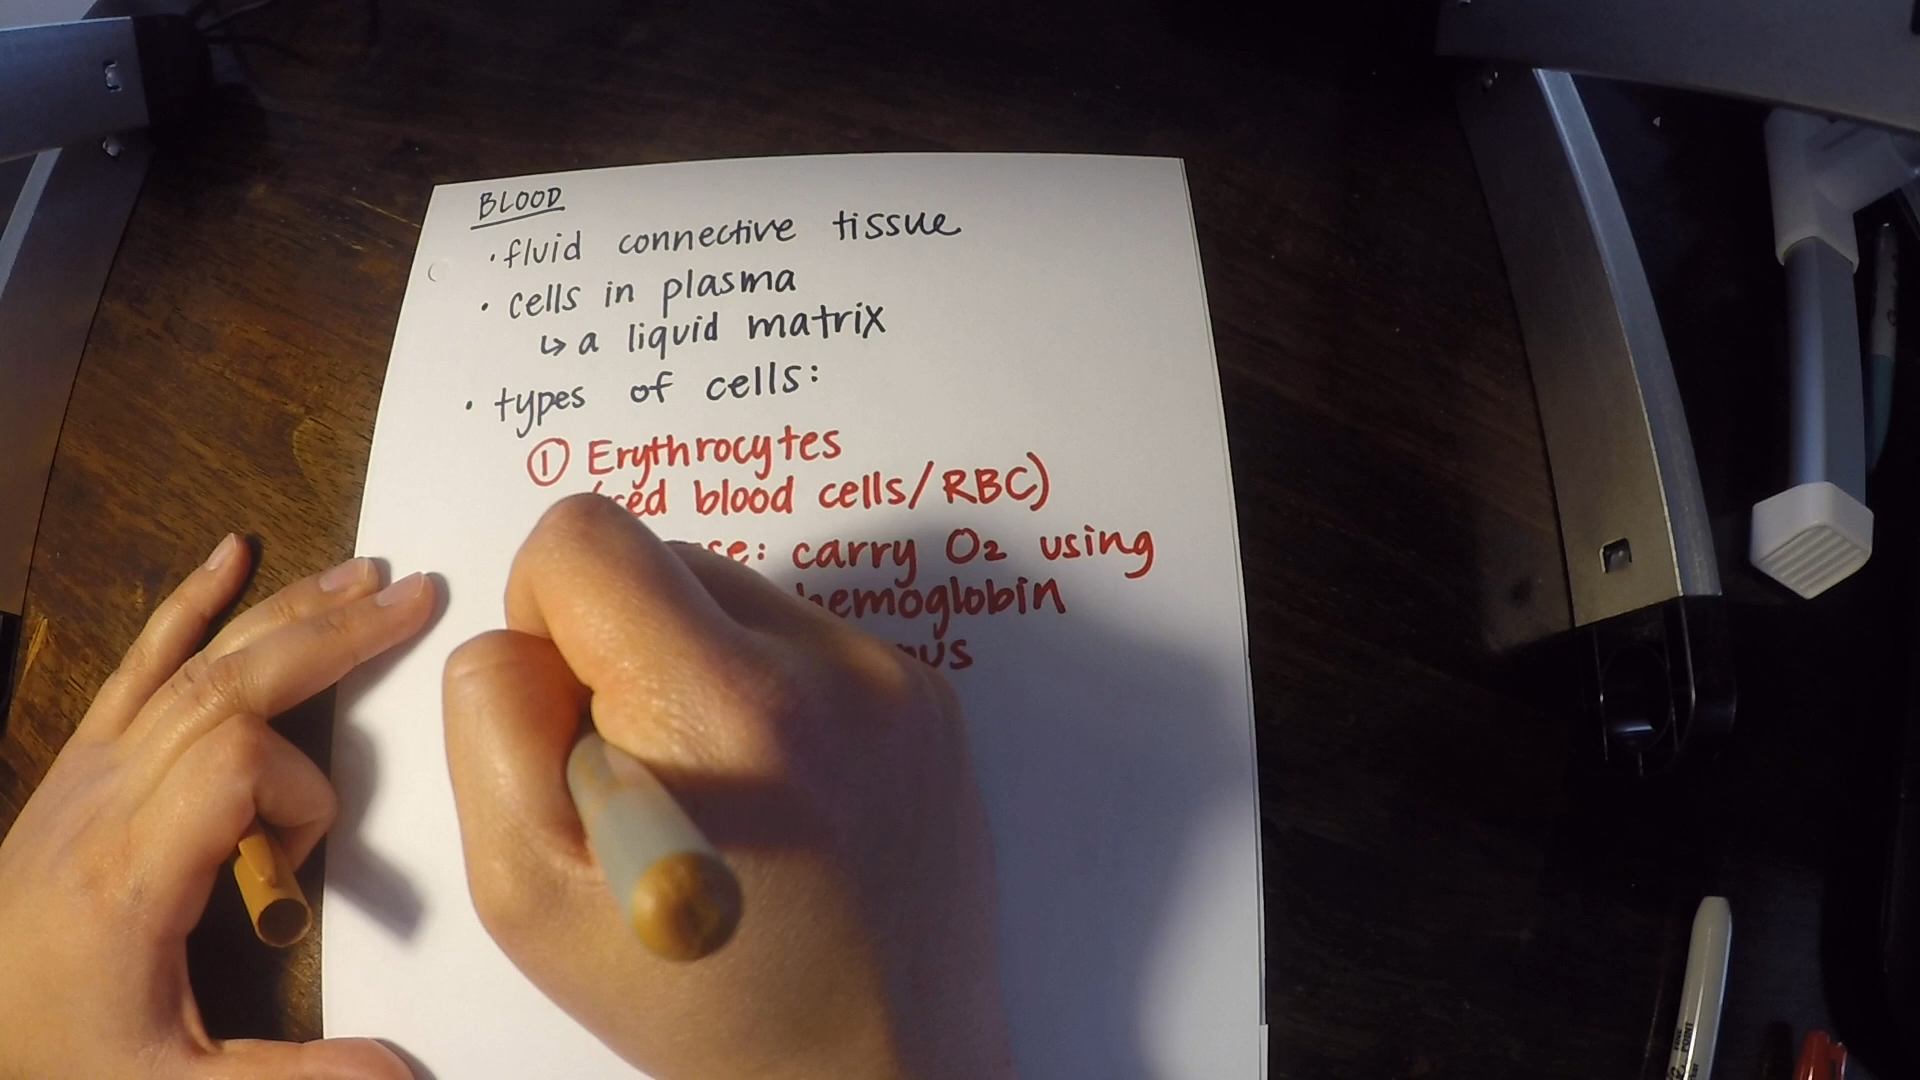 BLOOD
• fluid connective tissue
• cells in plasma
↳ a liquid matrix
• types of cells:
① Erythrocytes
(red blood cells/RBC)
carry O2 using
hemoglobin